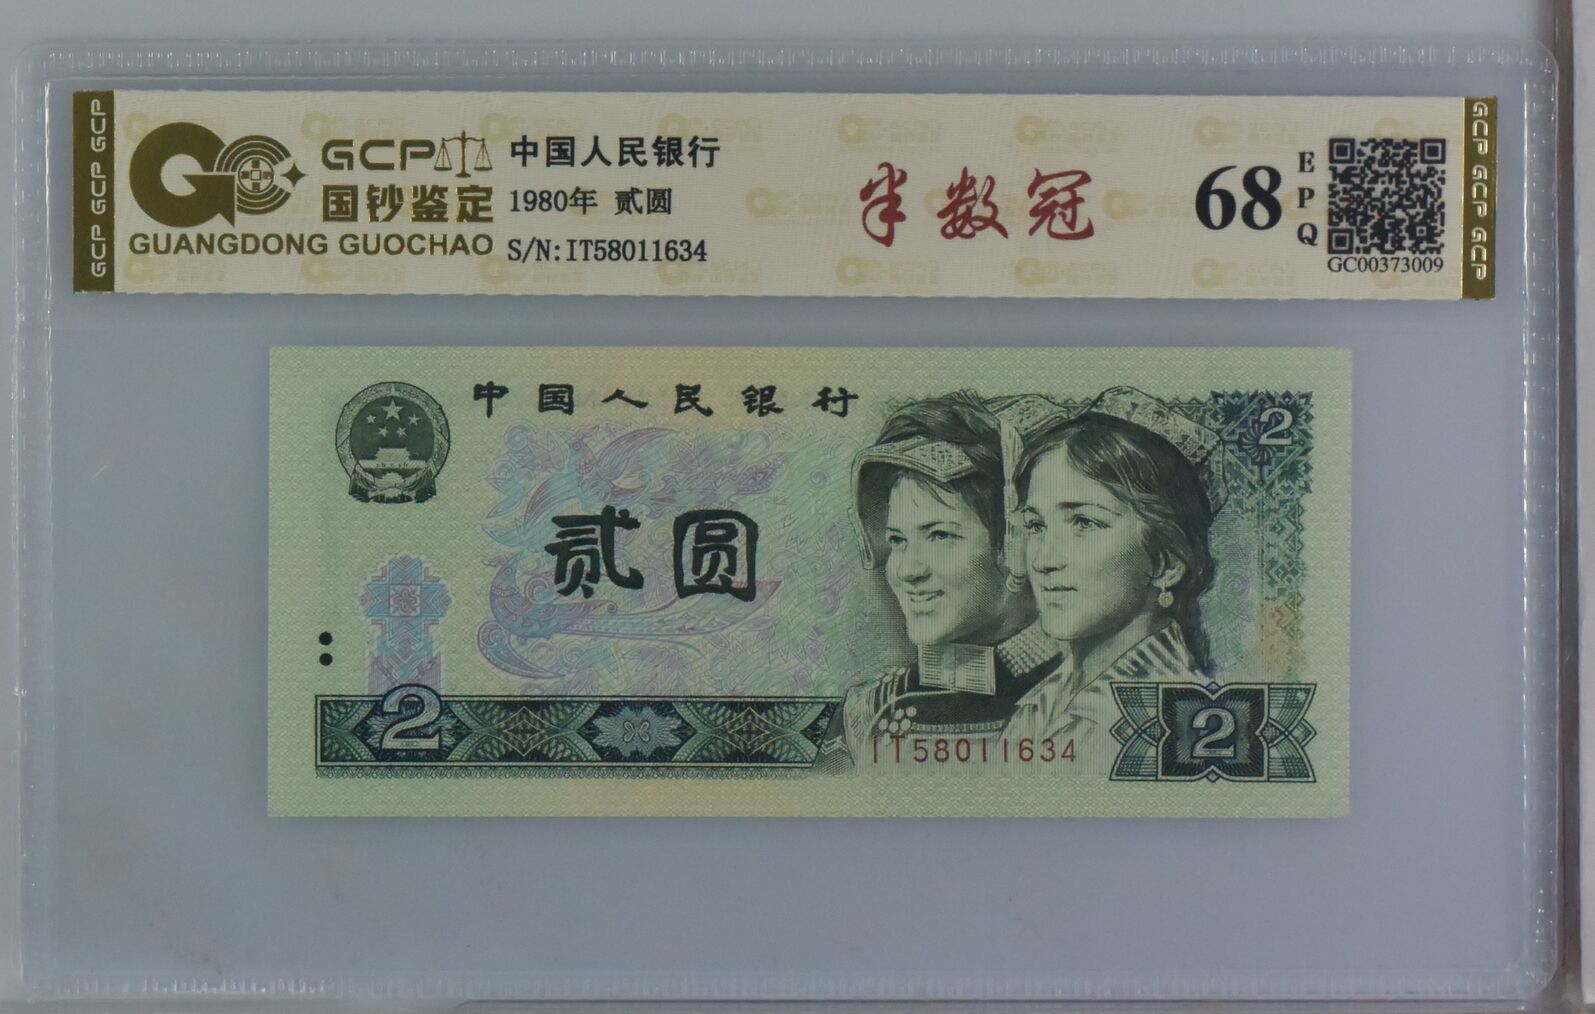 GCP GCP GCP
GC
GCP
国钞鉴定
GUANGDONG GUOCHAO
中国人民银行
1980年 贰圆
S/N:IT58011634
半数冠
68
EPQ
GC00373009
GCP GCP GCP
中国人民银行
2
贰圆
2
IT58011634
2